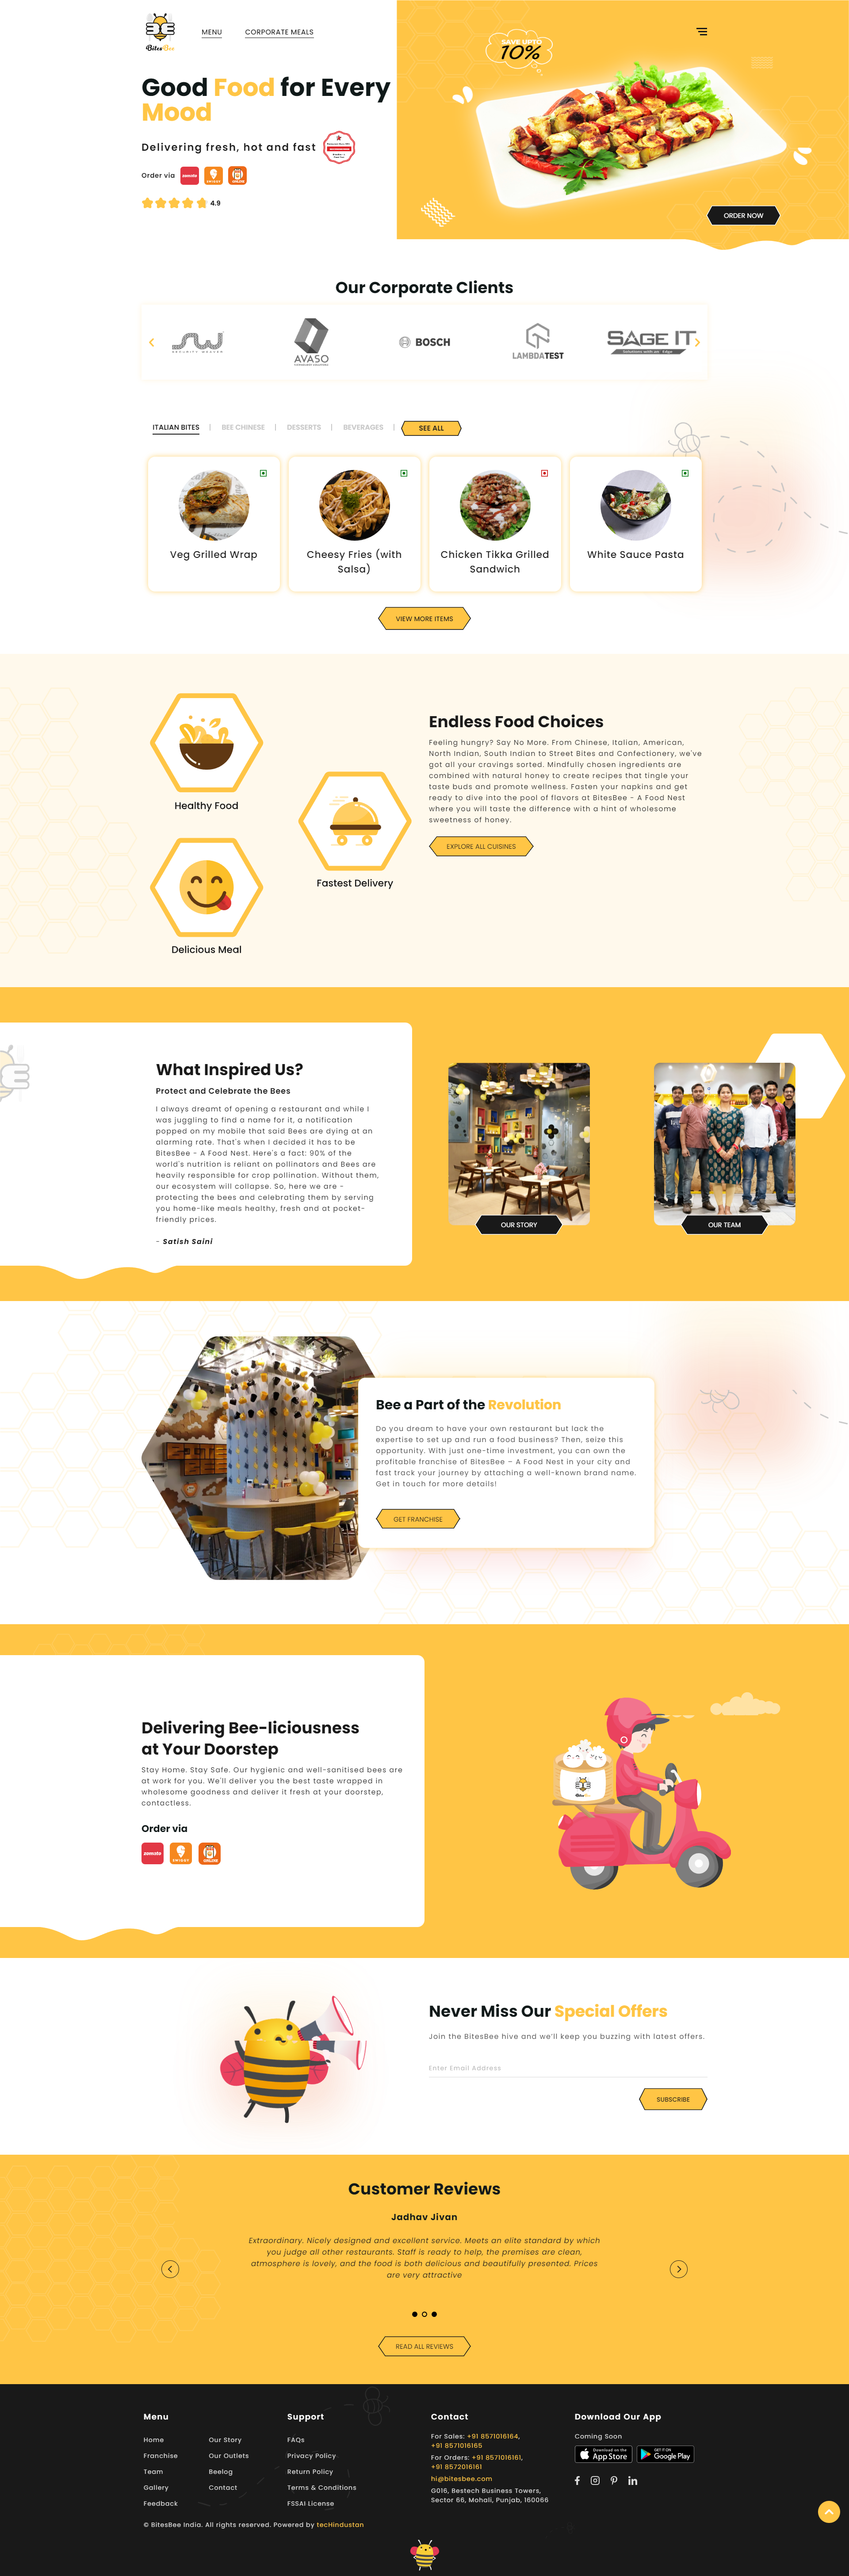 BitesBee
MENU
CORPORATE MEALS
SAVE UPTO
10%
Good Food for Every
Mood
Delivering fresh, hot and fast
Order via
zomato
SWIGGY
4.9
ORDER NOW
Our Corporate Clients
SECURITY WEAVER
AVASO
BOSCH
LAMBDATEST
SAGE IT
Solutions with an Edge
ITALIAN BITES | BEE CHINESE | DESSERTS | BEVERAGES | SEE ALL
Veg Grilled Wrap
Cheesy Fries (with
Salsa)
Chicken Tikka Grilled
Sandwich
White Sauce Pasta
VIEW MORE ITEMS
Healthy Food
Fastest Delivery
Delicious Meal
Endless Food Choices
Feeling hungry? Say No More. From Chinese, Italian, American,
North Indian, South Indian to Street Bites and Confectionery, we've
got all your cravings sorted. Mindfully chosen ingredients are
combined with natural honey to create recipes that tingle your
taste buds and promote wellness. Fasten your napkins and get
ready to dive into the pool of flavors at BitesBee - A Food Nest
where you will taste the difference with a hint of wholesome
sweetness of honey.
EXPLORE ALL CUISINES
What Inspired Us?
Protect and Celebrate the Bees
I always dreamt of opening a restaurant and while I
was juggling to find a name for it, a notification
popped on my mobile that said Bees are dying at an
alarming rate. That's when I decided it has to be
BitesBee - A Food Nest. Here's a fact: 90% of the
world's nutrition is reliant on pollinators and Bees are
heavily responsible for crop pollination. Without them,
our ecosystem will collapse. So, here we are -
protecting the bees and celebrating them by serving
you home-like meals healthy, fresh and at pocket-
friendly prices.
- Satish Saini
OUR STORY
OUR TEAM
Bee a Part of the Revolution
Do you dream to have your own restaurant but lack the
expertise to set up and run a food business? Then, seize this
opportunity. With just one-time investment, you can own the
profitable franchise of BitesBee – A Food Nest in your city and
fast track your journey by attaching a well-known brand name.
Get in touch for more details!
GET FRANCHISE
Delivering Bee-liciousness
at Your Doorstep
Stay Home. Stay Safe. Our hygienic and well-sanitised bees are
at work for you. We'll deliver you the best taste wrapped in
wholesome goodness and deliver it fresh at your doorstep,
contactless.
Order via
zomato
SWIGGY
BitesBee
Never Miss Our Special Offers
Join the BitesBee hive and we'll keep you buzzing with latest offers.
Enter Email Address
SUBSCRIBE
Customer Reviews
Jadhav Jivan
Extraordinary. Nicely designed and excellent service. Meets an elite standard by which
you judge all other restaurants. Staff is ready to help, the premises are clean,
atmosphere is lovely, and the food is both delicious and beautifully presented. Prices
are very attractive
READ ALL REVIEWS
Menu
Home
Franchise
Team
Gallery
Feedback
Our Story
Our Outlets
Beelog
Contact
Support
FAQs
Privacy Policy
Return Policy
Terms & Conditions
FSSAI License
Contact
For Sales: +91 8571016164,
+91 8571016165
For Orders: +91 8571016161,
+91 8572016161
hi@bitesbee.com
G016, Bestech Business Towers,
Sector 66, Mohali, Punjab, 160066
Download Our App
Coming Soon
Download on the
App Store
GET IT ON
Google Play
© BitesBee India. All rights reserved. Powered by tecHindustan